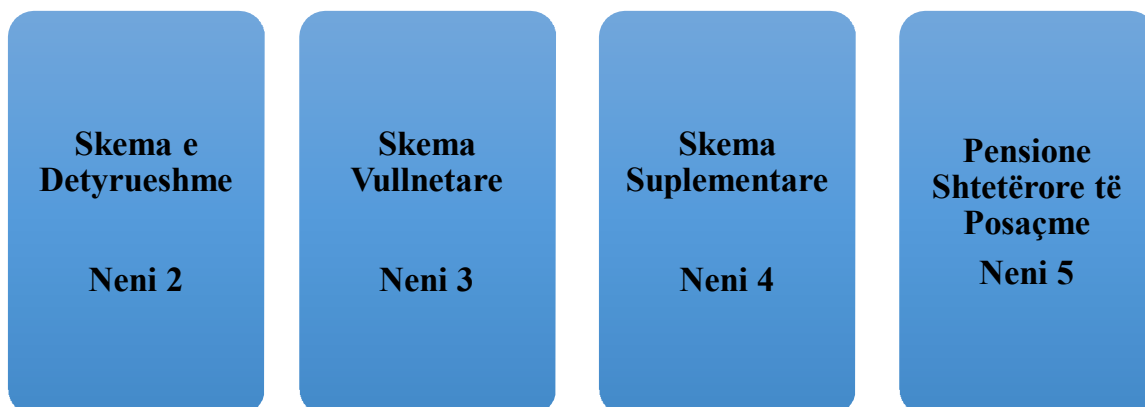 Skema e
Detyrueshme
Neni 2
Skema
Vullnetare
Neni 3
Skema
Suplementare
Neni 4
Pensione
Shtetërore të
Posaçme
Neni 5